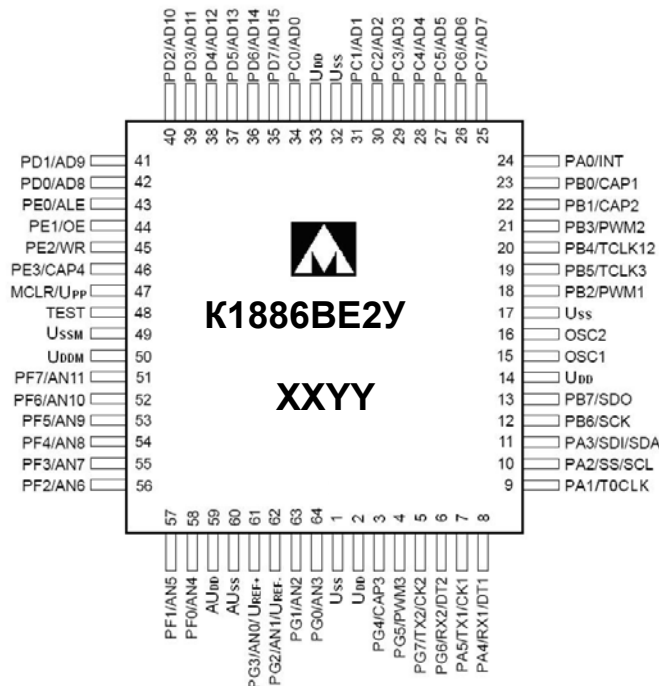 PD2/AD10
PD3/AD11
PD4/AD12
PD5/AD13
PD6/AD14
PD7/AD15
PC0/AD0
UDD
USS
PC1/AD1
PC2/AD2
PC3/AD3
PC4/AD4
PC5/AD5
PC6/AD6
PC7/AD7
40 39 38 37 36 35 34 33 32 31 30 29 28 27 26 25
PD1/AD9 41
PD0/AD8 42
PE0/ALE 43
PE1/OE 44
PE2/WR 45
PE3/CAP4 46
MCLR/UPP 47
TEST 48
USSM 49
UDDM 50
PF7/AN11 51
PF6/AN10 52
PF5/AN9 53
PF4/AN8 54
PF3/AN7 55
PF2/AN6 56
К1886ВЕ2У
XXYY
24 PA0/INT
23 PB0/CAP1
22 PB1/CAP2
21 PB3/PWM2
20 PB4/TCLK12
19 PB5/TCLK3
18 PB2/PWM1
17 USS
16 OSC2
15 OSC1
14 UDD
13 PB7/SDO
12 PB6/SCK
11 PA3/SDI/SDA
10 PA2/SS/SCL
9 PA1/T0CLK
57 58 59 60 61 62 63 64 1 2 3 4 5 6 7 8
PF1/AN5
PF0/AN4
AUDD
AUSS
PG3/AN0/UREF+
PG2/AN1/UREF-
PG1/AN2
PG0/AN3
USS
UDD
PG4/CAP3
PG5/PWM3
PG7/TX2/CK2
PG6/RX2/DT2
PA5/TX1/CK1
PA4/RX1/DT1